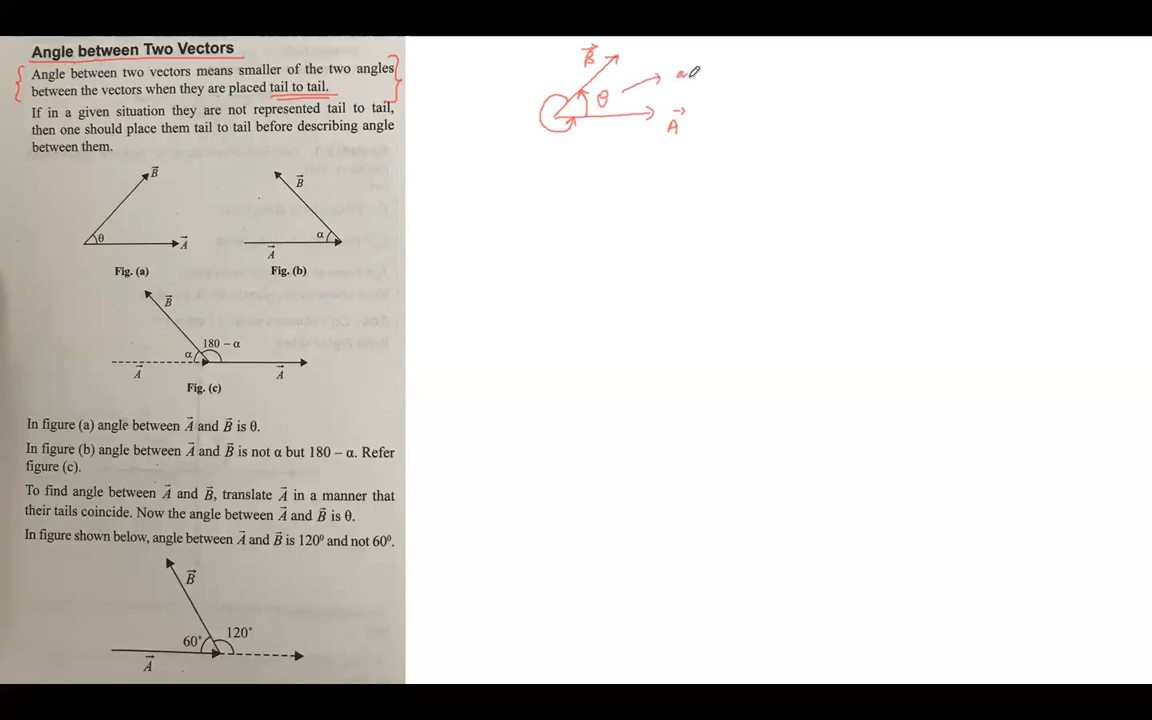 Angle between Two Vectors
Angle between two vectors means smaller of the two angles
between the vectors when they are placed tail to tail.
If in a given situation they are not represented tail to tail,
then one should place them tail to tail before describing angle
between them.
B⃗
θ
A⃗
Fig. (a)
B⃗
α
A⃗
Fig. (b)
B⃗
180 – α
α
A⃗
A⃗
Fig. (c)
In figure (a) angle between A⃗ and B⃗ is θ.
In figure (b) angle between A⃗ and B⃗ is not α but 180 – α. Refer
figure (c).
To find angle between A⃗ and B⃗, translate A⃗ in a manner that
their tails coincide. Now the angle between A⃗ and B⃗ is θ.
In figure shown below, angle between A⃗ and B⃗ is 120⁰ and not 60⁰.
B⃗
60°
120°
A⃗
B⃗
θ
A⃗